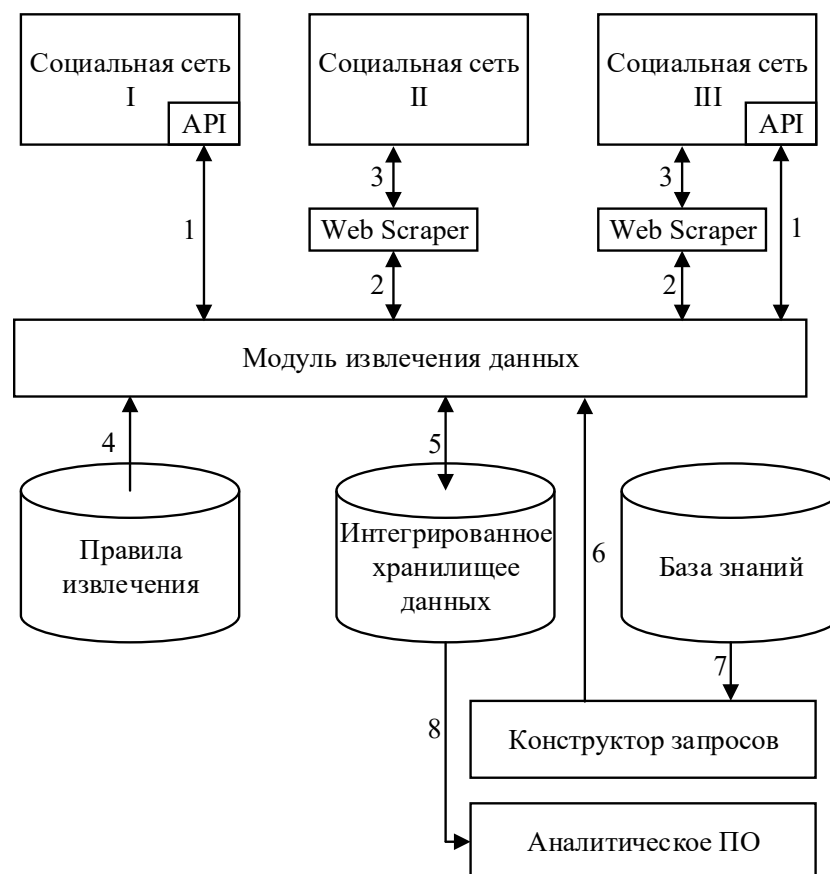 Социальная сеть
I
API
Социальная сеть
II
Социальная сеть
III
API
1
3
3
1
Web Scraper
Web Scraper
2
2
Модуль извлечения данных
4
5
6
Правила
извлечения
Интегрированное
хранилищее
данных
База знаний
7
8
Конструктор запросов
Аналитическое ПО